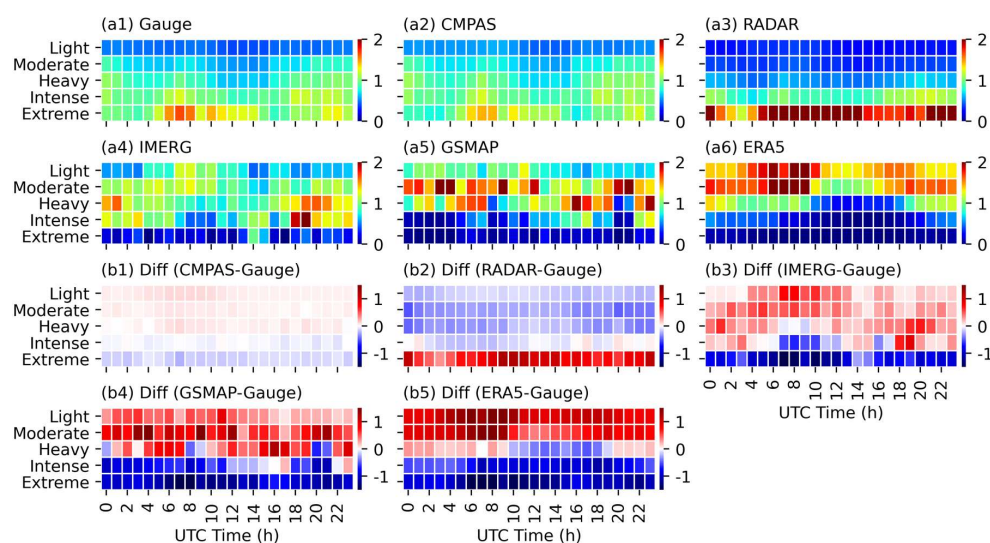 (a1) Gauge
(a2) CMPAS
(a3) RADAR
Light
Moderate
Heavy
Intense
Extreme
2
1
0
2
1
0
2
1
0
(a4) IMERG
(a5) GSMAP
(a6) ERA5
Light
Moderate
Heavy
Intense
Extreme
2
1
0
2
1
0
2
1
0
(b1) Diff (CMPAS-Gauge)
(b2) Diff (RADAR-Gauge)
(b3) Diff (IMERG-Gauge)
Light
Moderate
Heavy
Intense
Extreme
1
0
-1
1
0
-1
1
0
-1
0 2 4 6 8 10 12 14 16 18 20 22
UTC Time (h)
(b4) Diff (GSMAP-Gauge)
(b5) Diff (ERA5-Gauge)
Light
Moderate
Heavy
Intense
Extreme
1
0
-1
1
0
-1
0 2 4 6 8 10 12 14 16 18 20 22
0 2 4 6 8 10 12 14 16 18 20 22
UTC Time (h)
UTC Time (h)